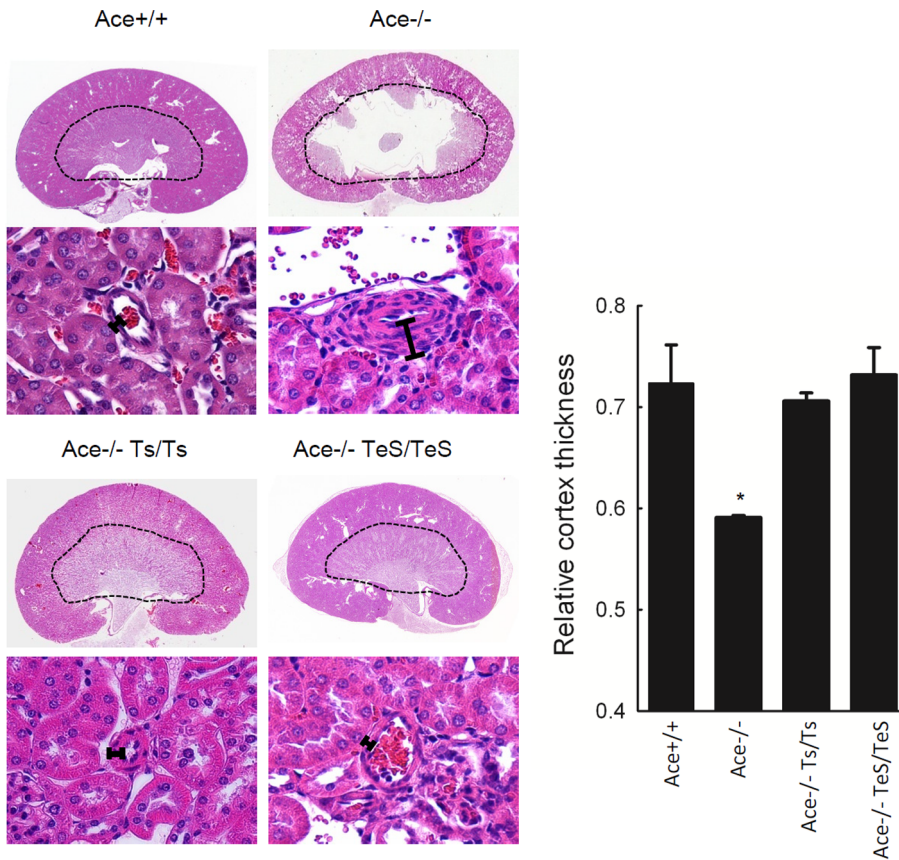 Ace+/+
Ace-/-
Ace-/- Ts/Ts
Ace-/- TeS/TeS
Relative cortex thickness
0.8
0.7
0.6
0.5
0.4
*
Ace+/+
Ace-/-
Ace-/- Ts/Ts
Ace-/- TeS/TeS